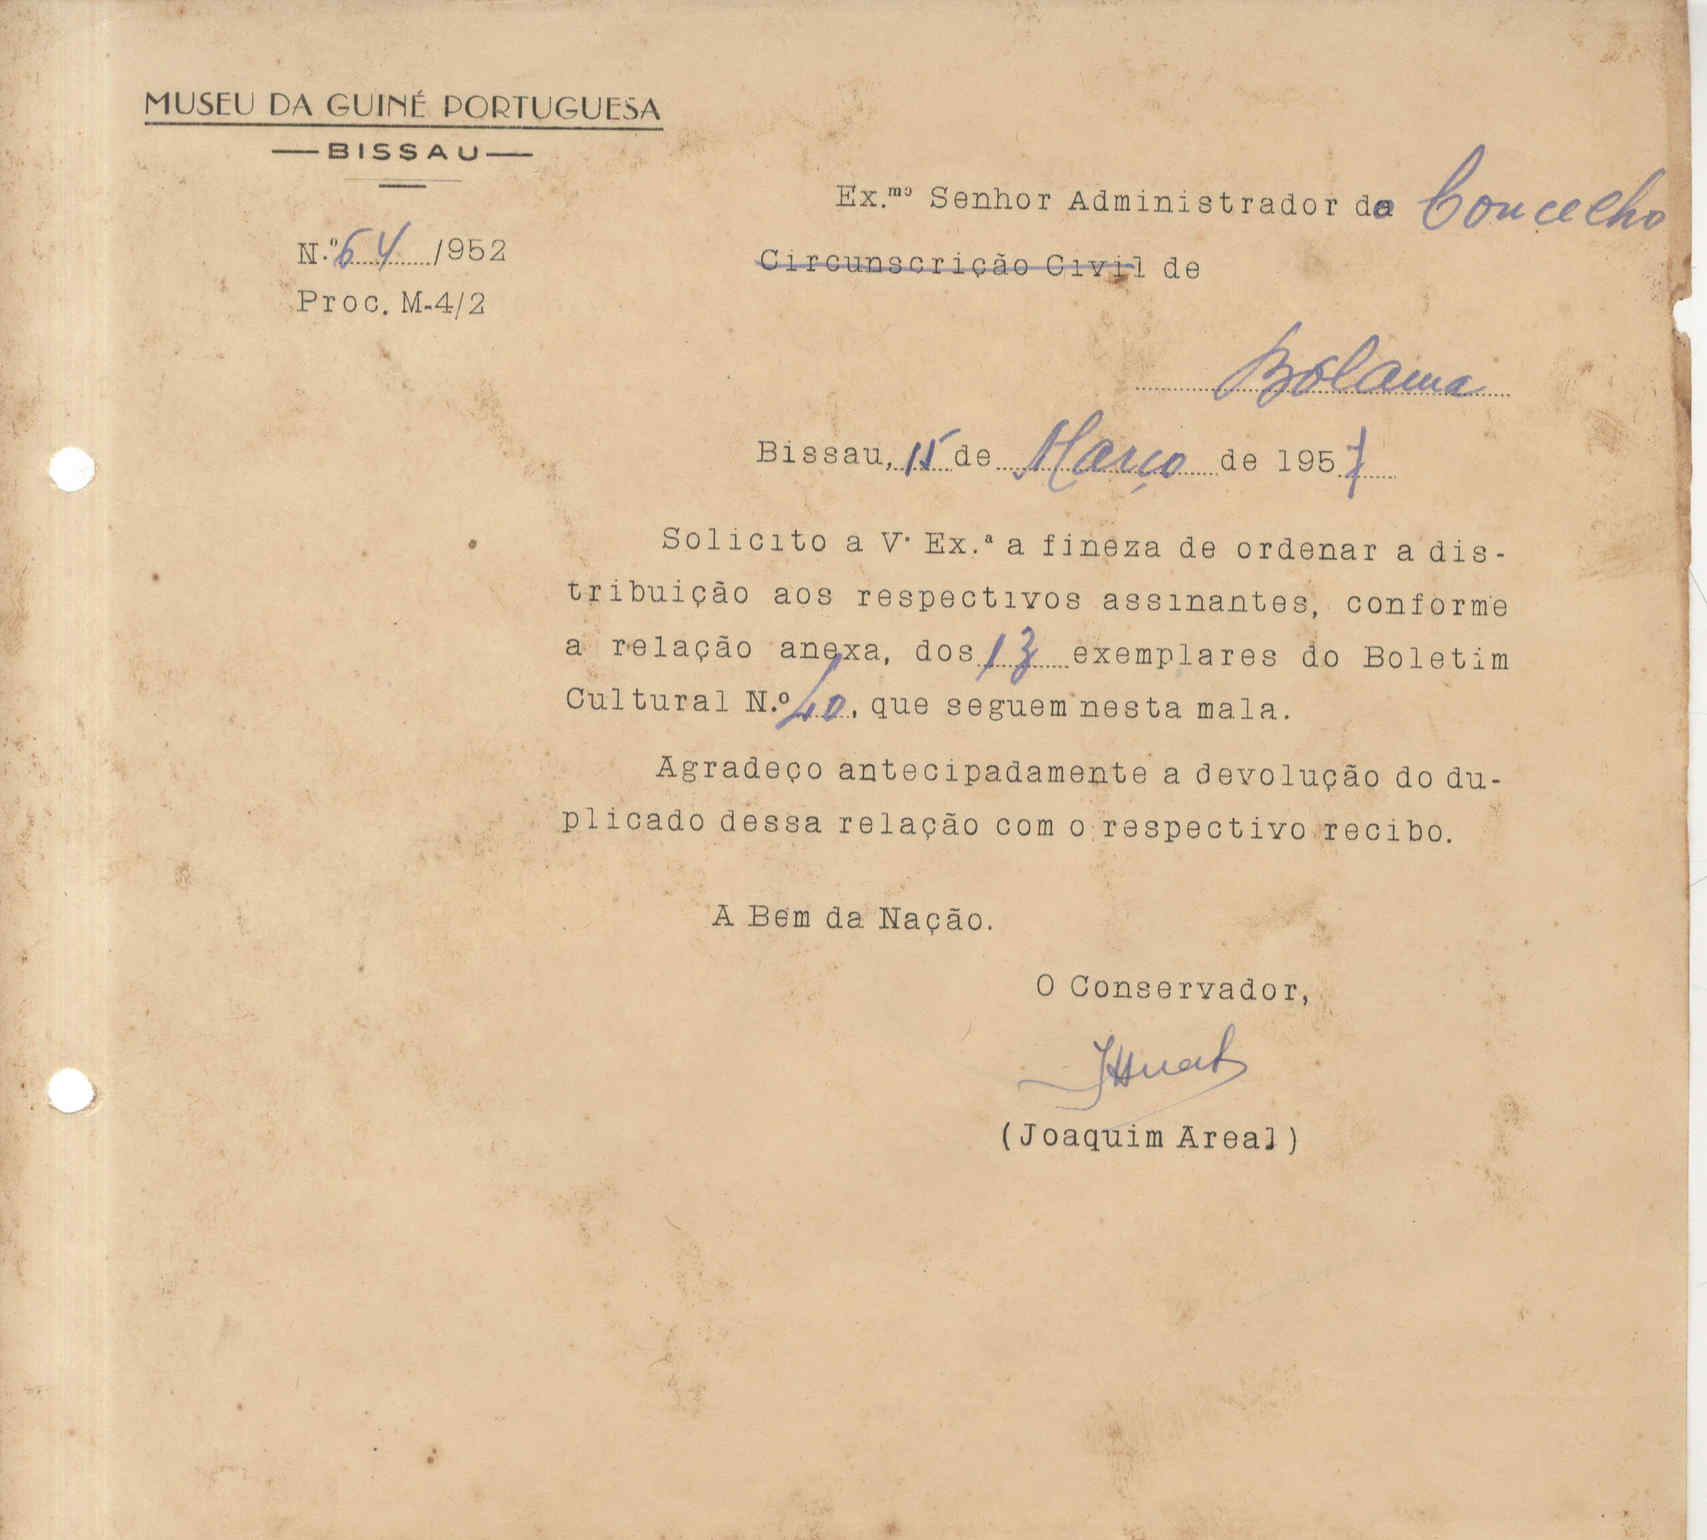 MUSEU DA GUINÉ PORTUGUESA
—BISSAU—
N.º 64/952
Proc. M-4/2
Ex.mo Senhor Administrador do Concelho
Circunscrição Civil de
Bolama
Bissau, 15 de Março de 195
Solicito a V. Ex.ª a fineza de ordenar a dis-
tribuição aos respectivos assinantes, conforme
a relação anexa, dos 13 exemplares do Boletim
Cultural N.º 40, que seguem nesta mala.
Agradeço antecipadamente a devolução do du-
plicado dessa relação com o respectivo recibo.
A Bem da Nação.
O Conservador,
(Joaquim Areal)